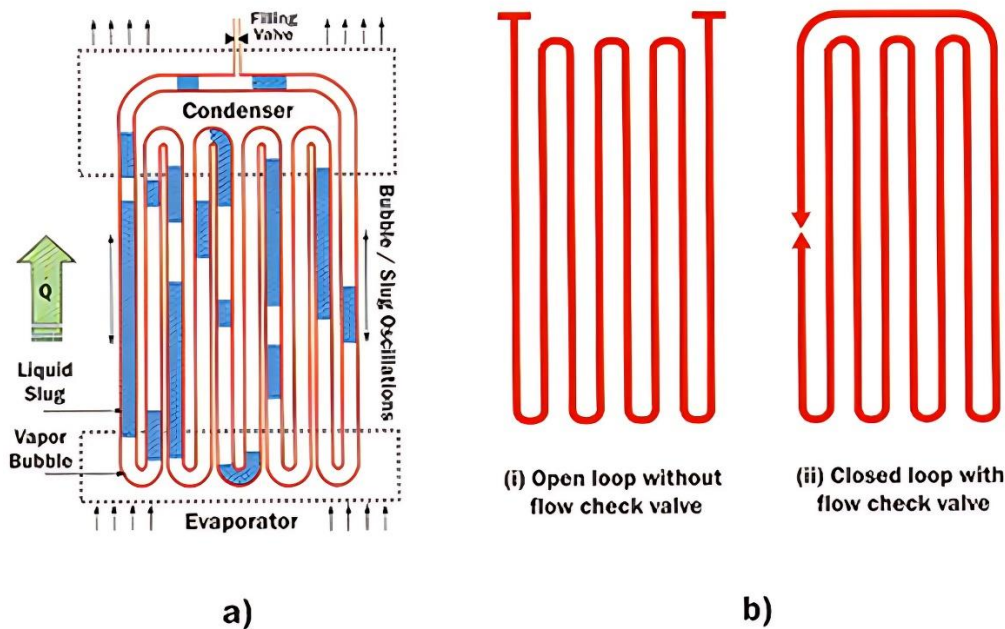 Filling
Valve
Condenser
Bubble / Slug Oscillations
Q
Liquid
Slug
Vapor
Bubble
Evaporator
a)
(i) Open loop without
flow check valve
(ii) Closed loop with
flow check valve
b)